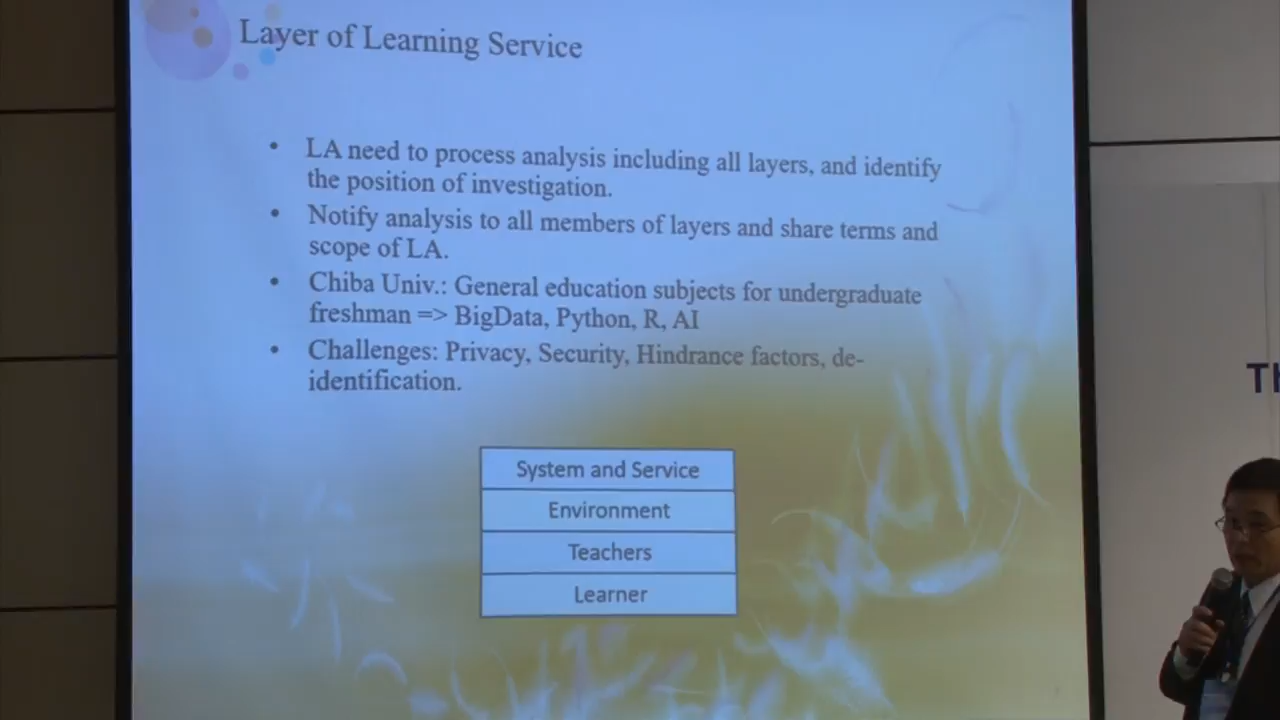 Layer of Learning Service
• LA need to process analysis including all layers, and identify
the position of investigation.
• Notify analysis to all members of layers and share terms and
scope of LA.
• Chiba Univ.: General education subjects for undergraduate
freshman => BigData, Python, R, AI
• Challenges: Privacy, Security, Hindrance factors, de-
identification.
System and Service
Environment
Teachers
Learner